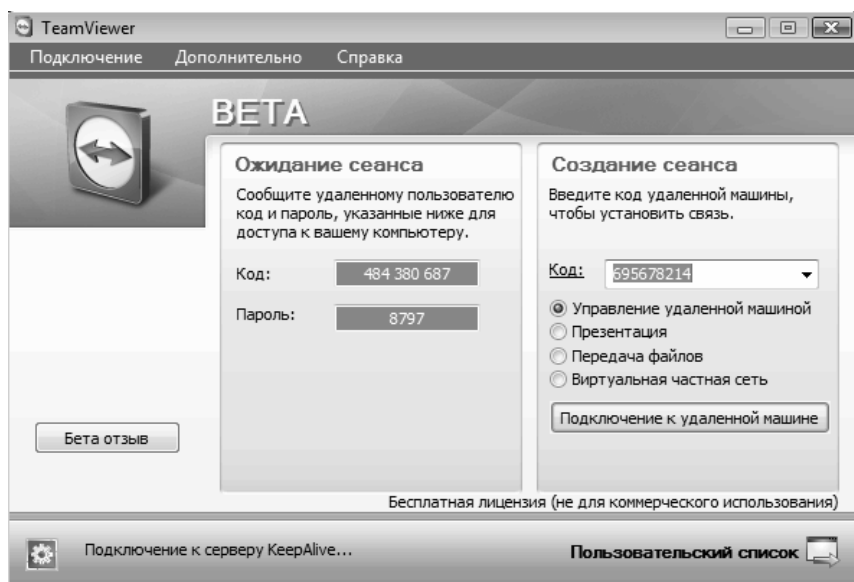 TeamViewer
Подключение Дополнительно Справка
BETA
Ожидание сеанса
Сообщите удаленному пользователю
код и пароль, указанные ниже для
доступа к вашему компьютеру.
Код: 484 380 687
Пароль: 8797
Создание сеанса
Введите код удаленной машины,
чтобы установить связь.
Код: 695678214
Управление удаленной машиной
Презентация
Передача файлов
Виртуальная частная сеть
Подключение к удаленной машине
Бета отзыв
Бесплатная лицензия (не для коммерческого использования)
Подключение к серверу KeepAlive...
Пользовательский список